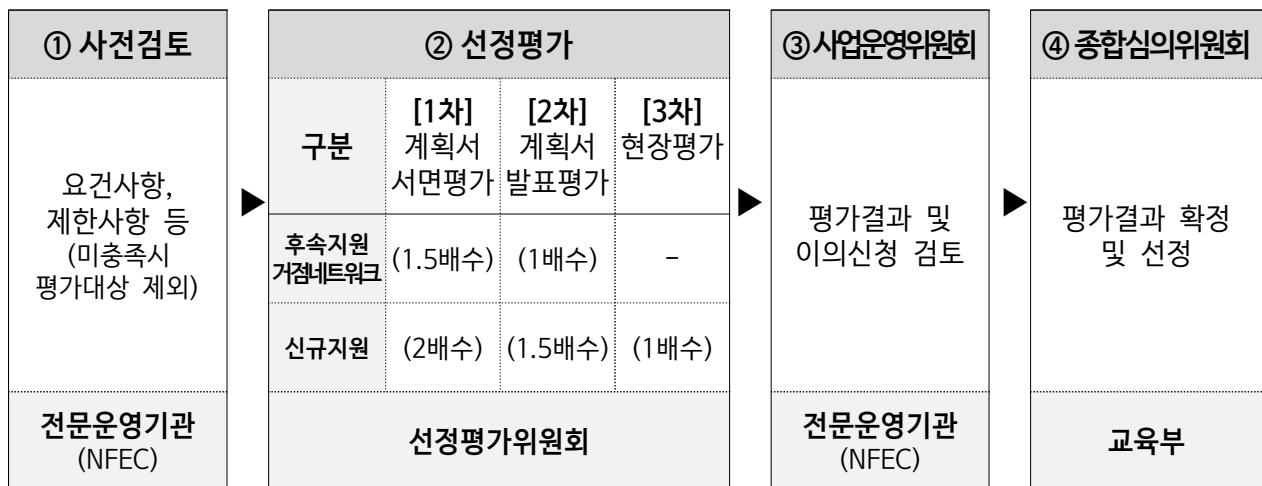 ① 사전검토
요건사항,
제한사항 등
(미충족시
평가대상 제외)
전문운영기관
(NFEC)
▶
② 선정평가
구분
[1차]
계획서
서면평가
[2차]
계획서
발표평가
[3차]
현장평가
후속지원
거점네트워크
(1.5배수)
(1배수)
–
신규지원
(2배수)
(1.5배수)
(1배수)
선정평가위원회
▶
③ 사업운영위원회
평가결과 및
이의신청 검토
전문운영기관
(NFEC)
▶
④ 종합심의위원회
평가결과 확정
및 선정
교육부